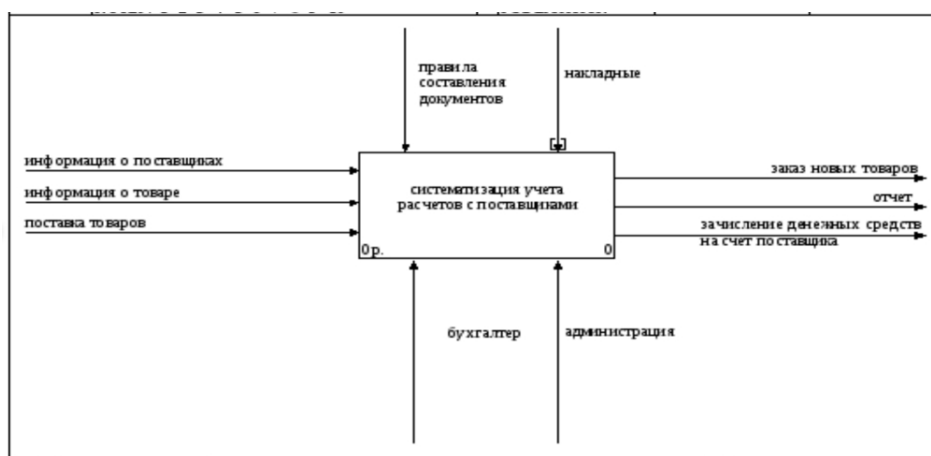 правила
составления
документов
накладные
информация о поставщиках
информация о товаре
поставка товаров
систематизация учета
расчетов с поставщиками
0р.
0
заказ новых товаров
отчет
зачисление денежных средств
на счет поставщика
бухгалтер
администрация